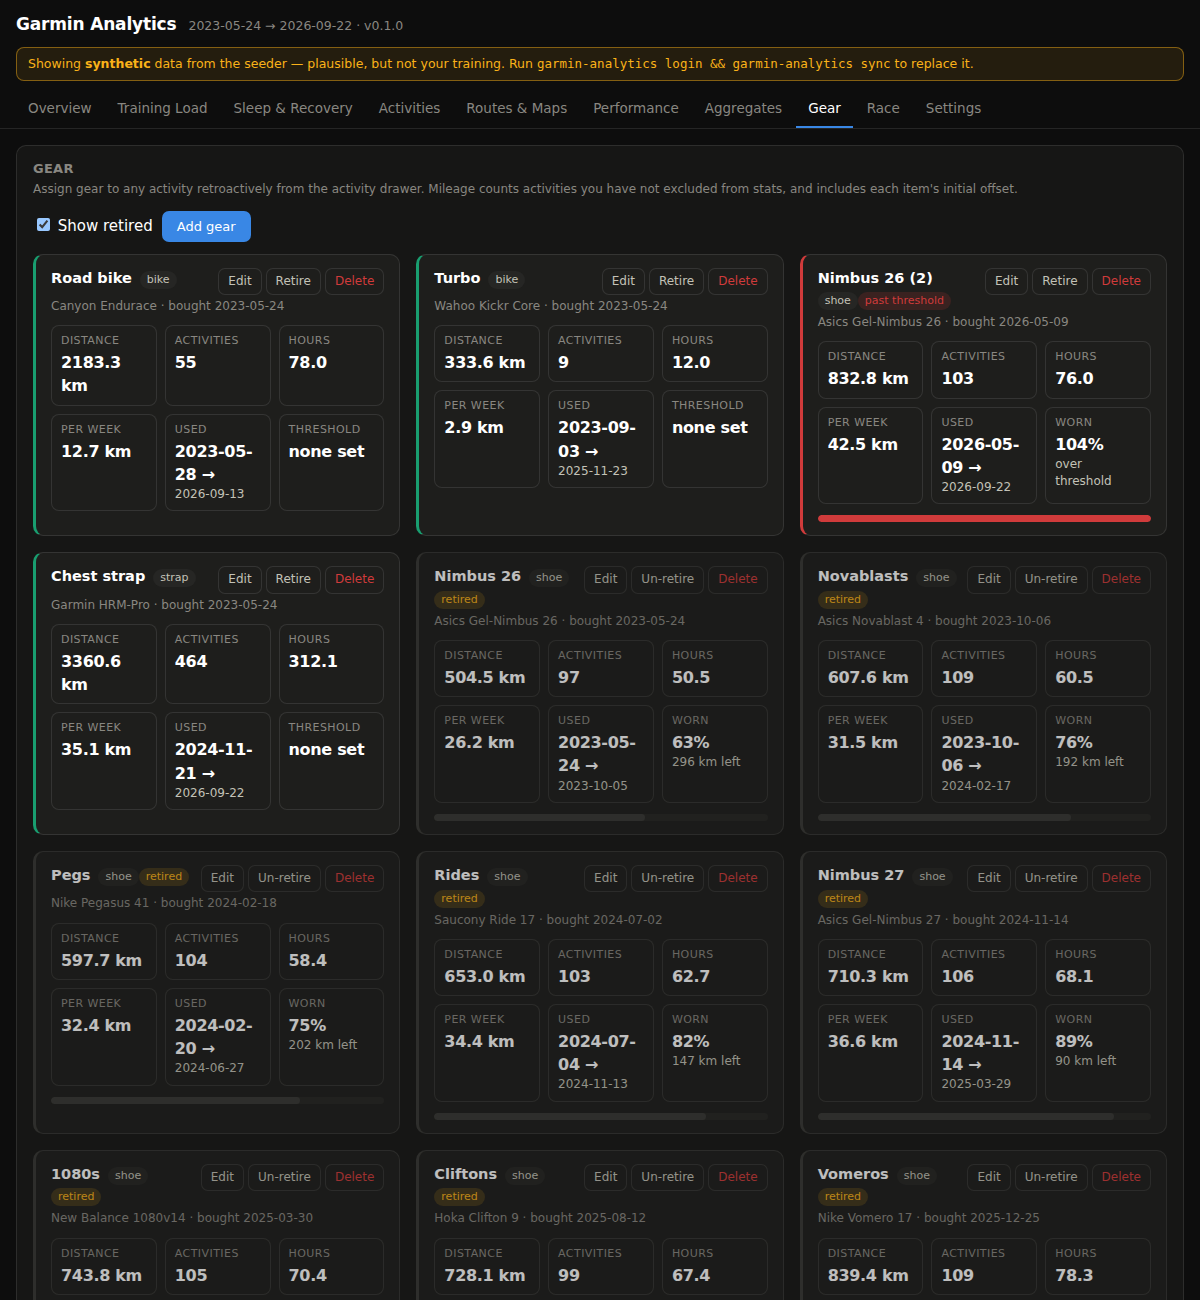 Garmin Analytics 2023-05-24 → 2026-09-22 · v0.1.0
Showing synthetic data from the seeder — plausible, but not your training. Run garmin-analytics login && garmin-analytics sync to replace it.
Overview Training Load Sleep & Recovery Activities Routes & Maps Performance Aggregates Gear Race Settings
GEAR
Assign gear to any activity retroactively from the activity drawer. Mileage counts activities you have not excluded from stats, and includes each item's initial offset.
Show retired Add gear
Road bike bike Edit Retire Delete
Canyon Endurace · bought 2023-05-24
DISTANCE ACTIVITIES HOURS
2183.3 55 78.0
km
PER WEEK USED THRESHOLD
12.7 km 2023-05- none set
28 →
2026-09-13
Turbo bike Edit Retire Delete
Wahoo Kickr Core · bought 2023-05-24
DISTANCE ACTIVITIES HOURS
333.6 km 9 12.0
PER WEEK USED THRESHOLD
2.9 km 2023-09- none set
03 →
2025-11-23
Nimbus 26 (2) Edit Retire Delete
shoe past threshold
Asics Gel-Nimbus 26 · bought 2026-05-09
DISTANCE ACTIVITIES HOURS
832.8 km 103 76.0
PER WEEK USED WORN
42.5 km 2026-05- 104%
09 → over
2026-09-22 threshold
Chest strap strap Edit Retire Delete
Garmin HRM-Pro · bought 2023-05-24
DISTANCE ACTIVITIES HOURS
3360.6 464 312.1
km
PER WEEK USED THRESHOLD
35.1 km 2024-11- none set
21 →
2026-09-22
Nimbus 26 shoe Edit Un-retire Delete
retired
Asics Gel-Nimbus 26 · bought 2023-05-24
DISTANCE ACTIVITIES HOURS
504.5 km 97 50.5
PER WEEK USED WORN
26.2 km 2023-05- 63%
24 → 296 km left
2023-10-05
Novablasts shoe Edit Un-retire Delete
retired
Asics Novablast 4 · bought 2023-10-06
DISTANCE ACTIVITIES HOURS
607.6 km 109 60.5
PER WEEK USED WORN
31.5 km 2023-10- 76%
06 → 192 km left
2024-02-17
Pegs shoe retired Edit Un-retire Delete
Nike Pegasus 41 · bought 2024-02-18
DISTANCE ACTIVITIES HOURS
597.7 km 104 58.4
PER WEEK USED WORN
32.4 km 2024-02- 75%
20 → 202 km left
2024-06-27
Rides shoe Edit Un-retire Delete
retired
Saucony Ride 17 · bought 2024-07-02
DISTANCE ACTIVITIES HOURS
653.0 km 103 62.7
PER WEEK USED WORN
34.4 km 2024-07- 82%
04 → 147 km left
2024-11-13
Nimbus 27 shoe Edit Un-retire Delete
retired
Asics Gel-Nimbus 27 · bought 2024-11-14
DISTANCE ACTIVITIES HOURS
710.3 km 106 68.1
PER WEEK USED WORN
36.6 km 2024-11- 89%
14 → 90 km left
2025-03-29
1080s shoe Edit Un-retire Delete
retired
New Balance 1080v14 · bought 2025-03-30
DISTANCE ACTIVITIES HOURS
743.8 km 105 70.4
Cliftons shoe Edit Un-retire Delete
retired
Hoka Clifton 9 · bought 2025-08-12
DISTANCE ACTIVITIES HOURS
728.1 km 99 67.4
Vomeros shoe Edit Un-retire Delete
retired
Nike Vomero 17 · bought 2025-12-25
DISTANCE ACTIVITIES HOURS
839.4 km 109 78.3